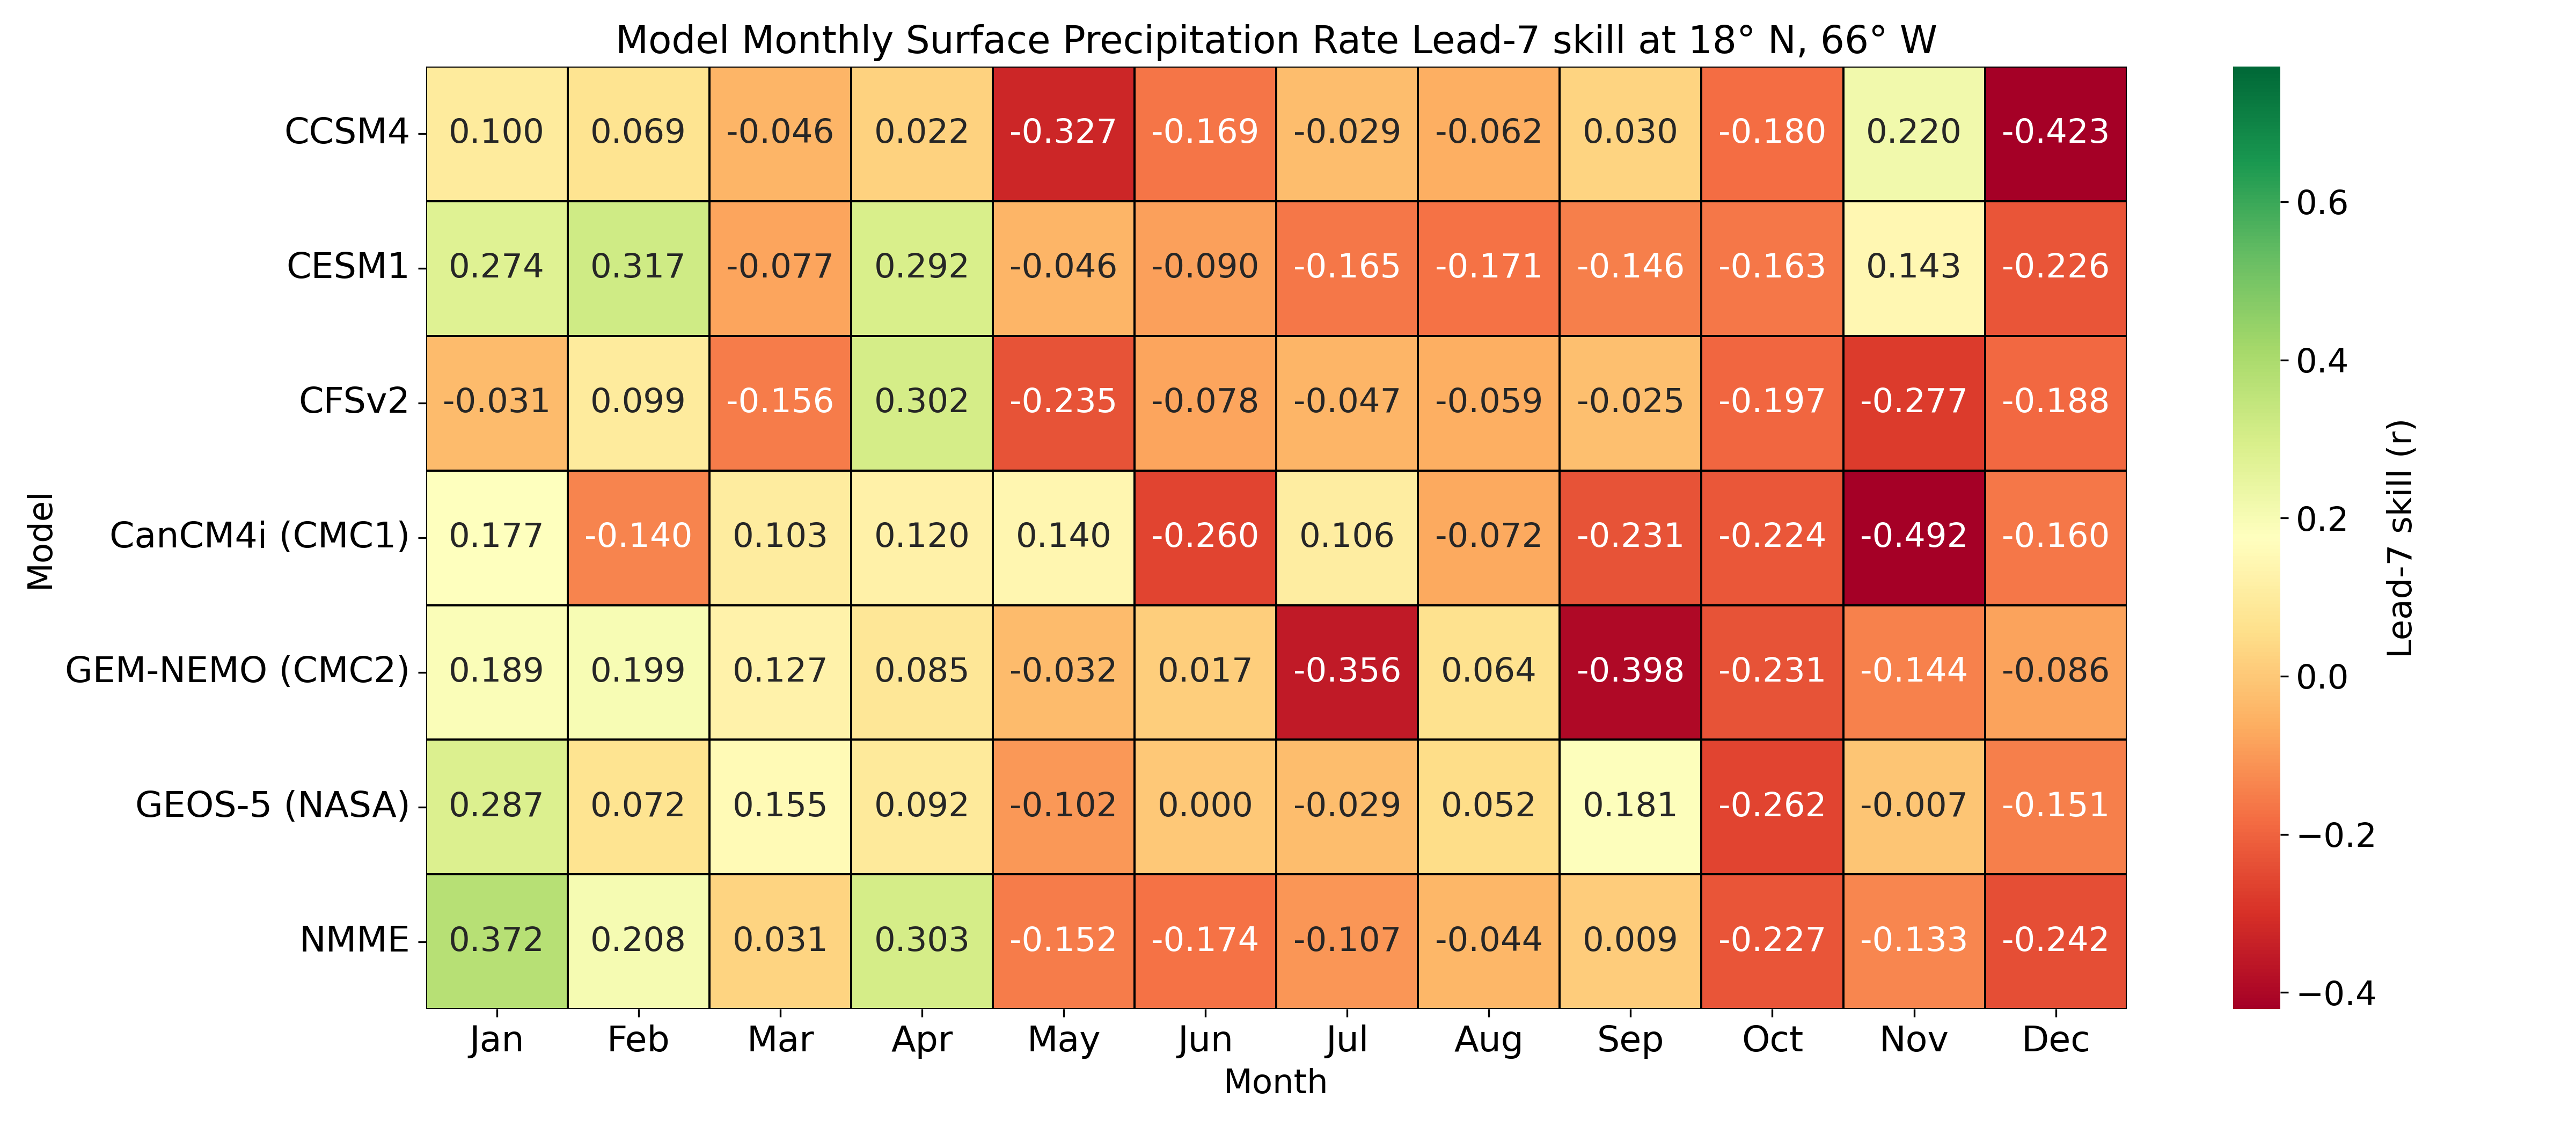 Model Monthly Surface Precipitation Rate Lead-7 skill at 18° N, 66° W
CCSM4 0.100 0.069 -0.046 0.022 -0.327 -0.169 -0.029 -0.062 0.030 -0.180 0.220 -0.423
CESM1 0.274 0.317 -0.077 0.292 -0.046 -0.090 -0.165 -0.171 -0.146 -0.163 0.143 -0.226
CFSv2 -0.031 0.099 -0.156 0.302 -0.235 -0.078 -0.047 -0.059 -0.025 -0.197 -0.277 -0.188
CanCM4i (CMC1) 0.177 -0.140 0.103 0.120 0.140 -0.260 0.106 -0.072 -0.231 -0.224 -0.492 -0.160
GEM-NEMO (CMC2) 0.189 0.199 0.127 0.085 -0.032 0.017 -0.356 0.064 -0.398 -0.231 -0.144 -0.086
GEOS-5 (NASA) 0.287 0.072 0.155 0.092 -0.102 0.000 -0.029 0.052 0.181 -0.262 -0.007 -0.151
NMME 0.372 0.208 0.031 0.303 -0.152 -0.174 -0.107 -0.044 0.009 -0.227 -0.133 -0.242
Jan Feb Mar Apr May Jun Jul Aug Sep Oct Nov Dec
Month
Model
0.6
0.4
0.2
0.0
−0.2
−0.4
Lead-7 skill (r)